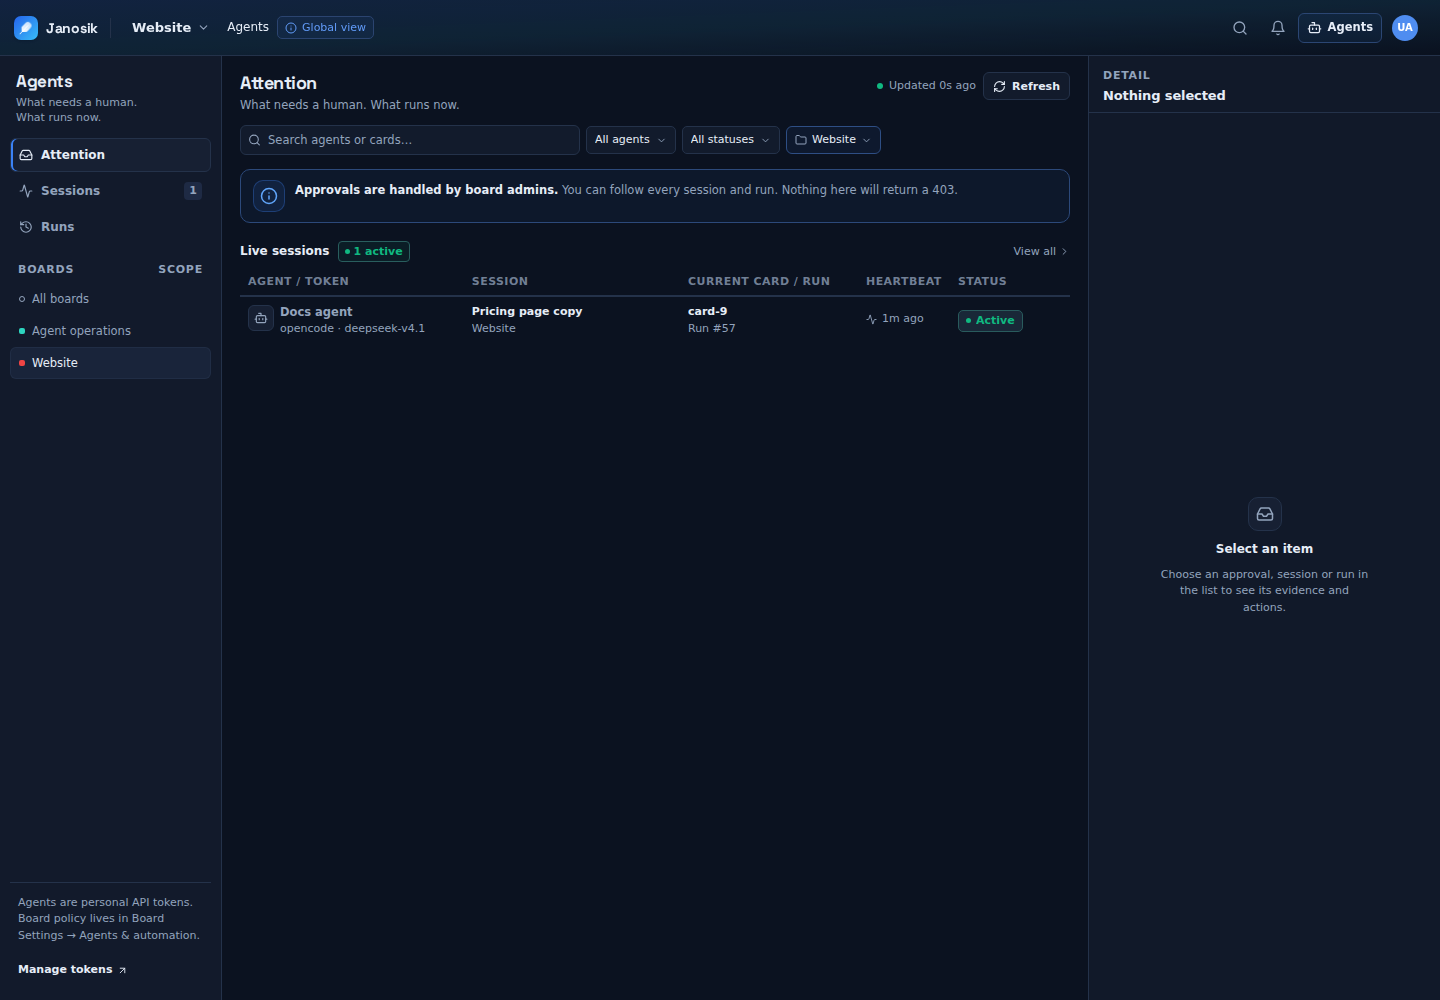 Janosik
Website
Agents
Global view
Agents
UA
Agents
What needs a human.
What runs now.
Attention
Sessions
1
Runs
BOARDS
SCOPE
All boards
Agent operations
Website
Agents are personal API tokens.
Board policy lives in Board
Settings → Agents & automation.
Manage tokens
Attention
What needs a human. What runs now.
Updated 0s ago
Refresh
Search agents or cards...
All agents
All statuses
Website
Approvals are handled by board admins. You can follow every session and run. Nothing here will return a 403.
Live sessions
1 active
View all
AGENT / TOKEN
SESSION
CURRENT CARD / RUN
HEARTBEAT
STATUS
Docs agent
opencode · deepseek-v4.1
Pricing page copy
Website
card-9
Run #57
1m ago
Active
DETAIL
Nothing selected
Select an item
Choose an approval, session or run in
the list to see its evidence and
actions.